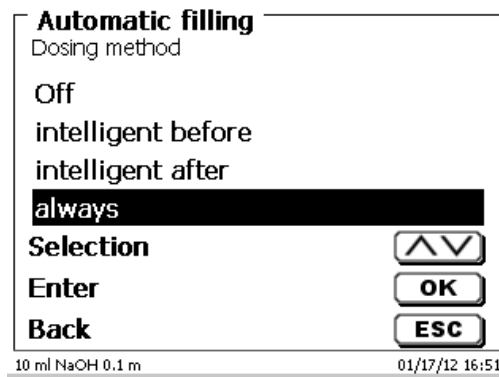 Automatic filling
Dosing method
Off
intelligent before
intelligent after
always
Selection
Enter OK
Back ESC
10 ml NaOH 0.1 m 01/17/12 16:51